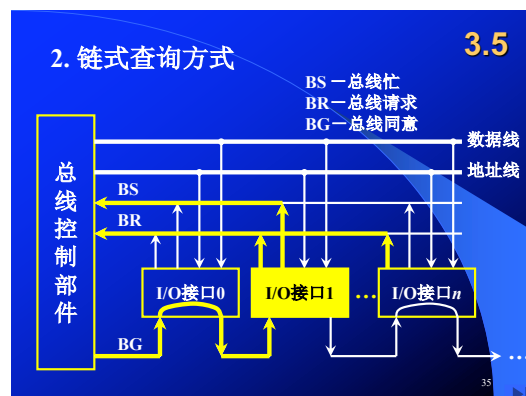 2. 链式查询方式
3.5
BS －总线忙
BR－总线请求
BG－总线同意
数据线
地址线
总线控制部件
BS
BR
I/O接口0
I/O接口1
…
I/O接口n
BG
…
35